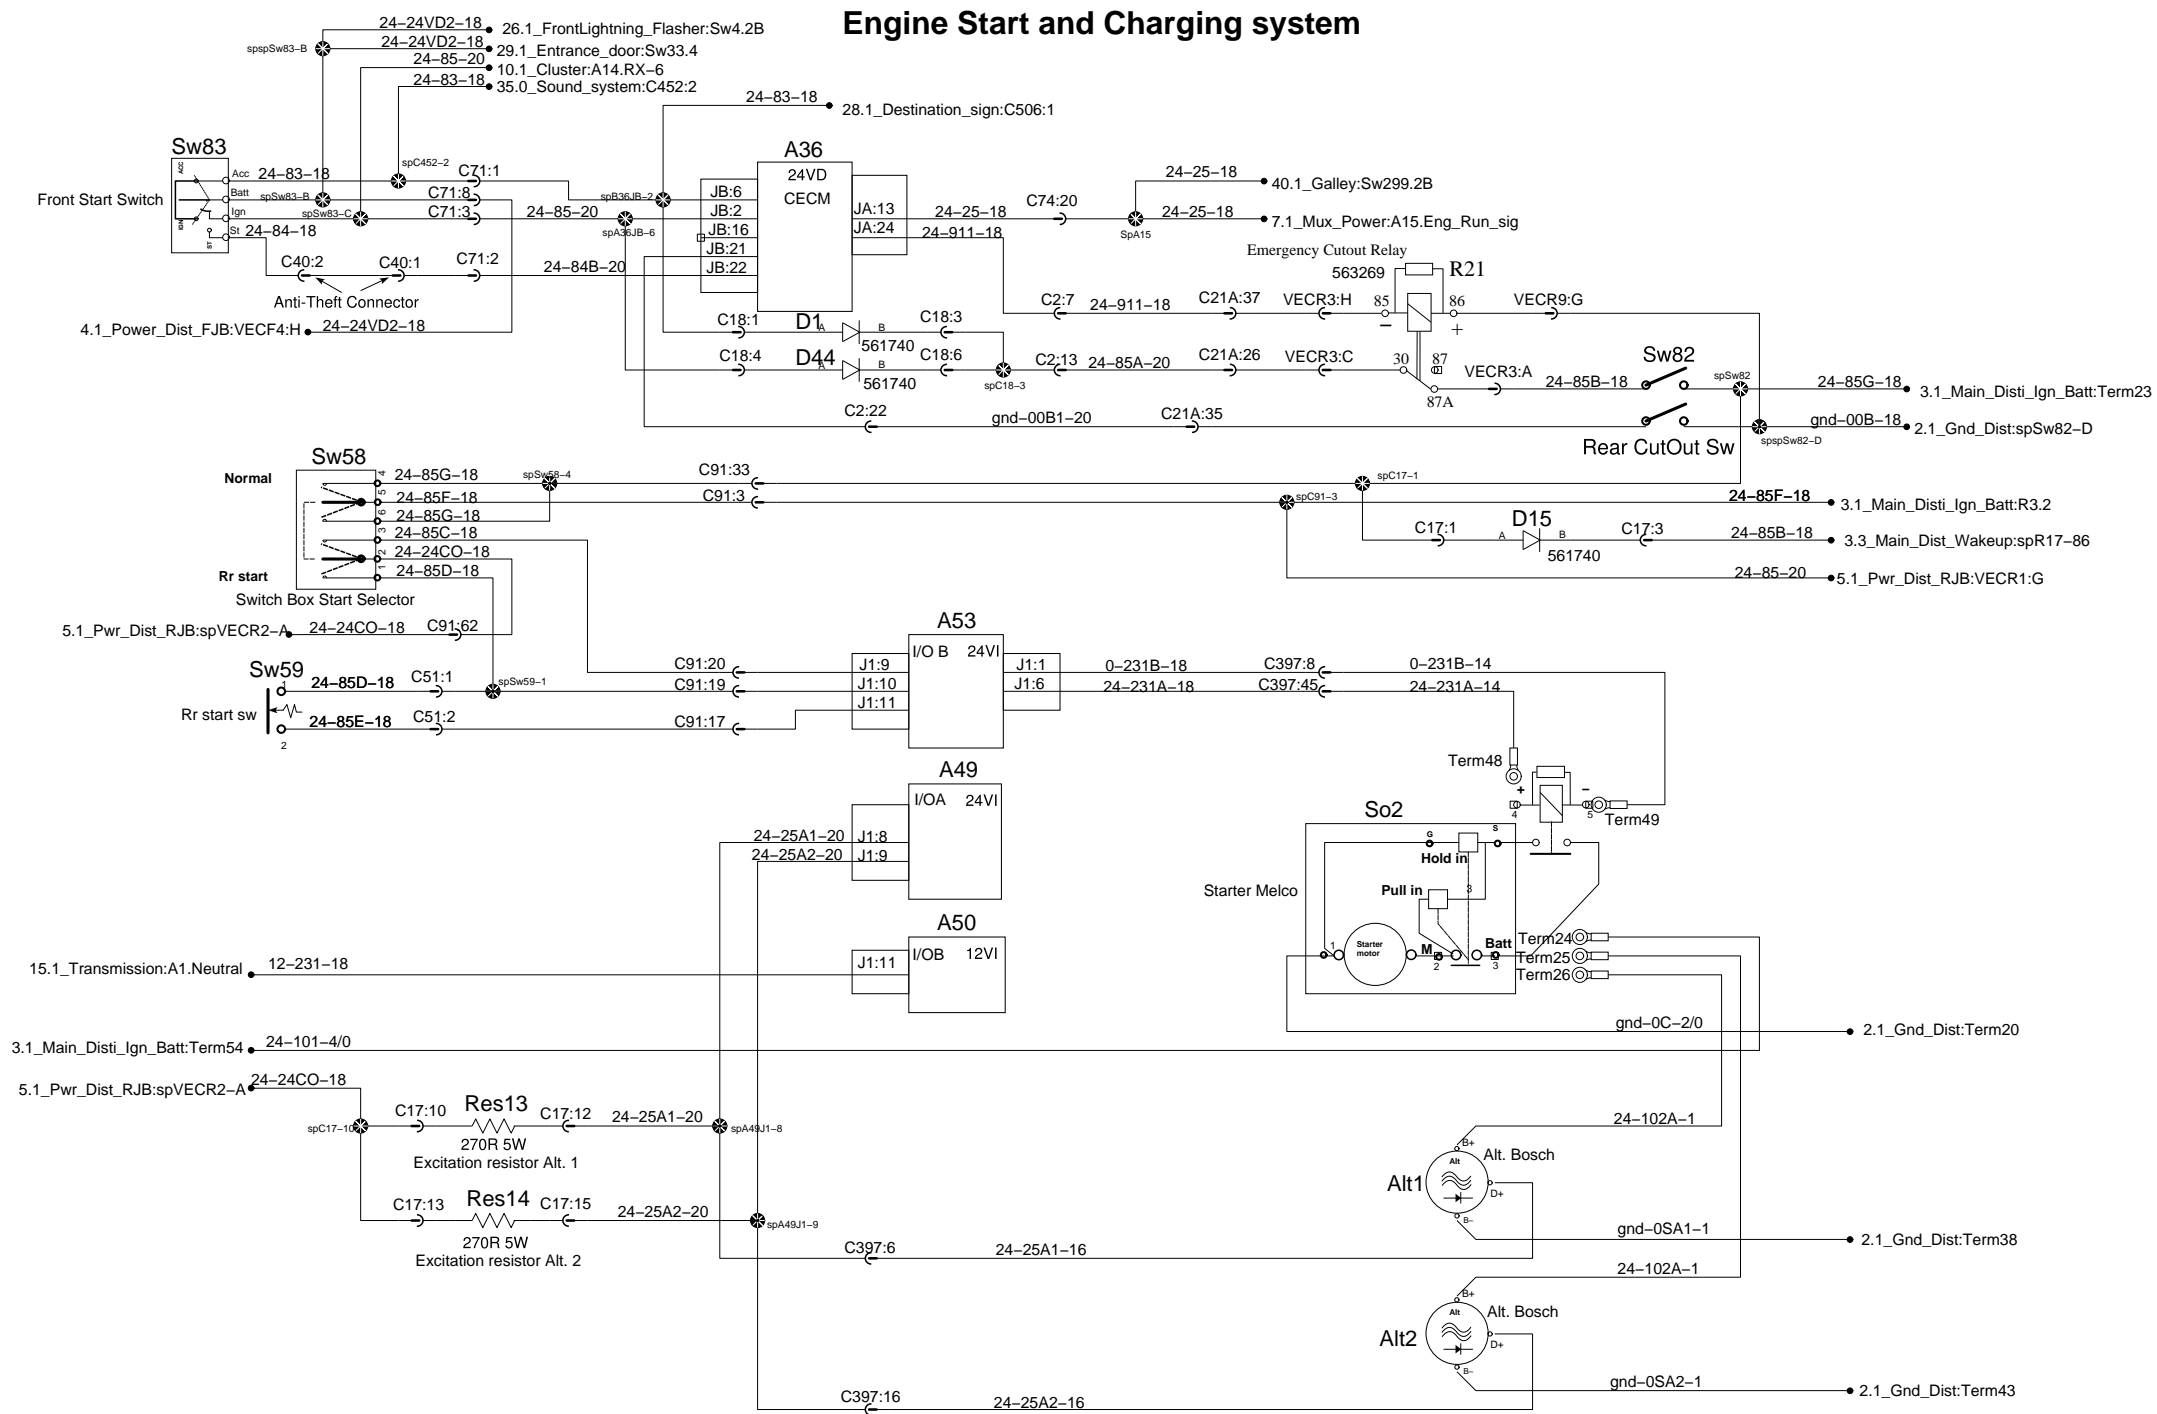 Engine Start and Charging system
24-24VD2-18
26.1_FrontLightning_Flasher:Sw4.2B
spspSw83-B
24-24VD2-18
29.1_Entrance_door:Sw33.4
24-85-20
10.1_Cluster:A14.RX-6
24-83-18
35.0_Sound_system:C452:2
24-83-18
28.1_Destination_sign:C506:1
Sw83
Front Start Switch
ACC
IGN
ST
Acc
24-83-18
spC452-2
C71:1
Batt
spSw83-B
C71:8
Ign
spSw83-C
C71:3
24-85-20
St
24-84-18
C40:2
C40:1
C71:2
24-84B-20
Anti-Theft Connector
4.1_Power_Dist_FJB:VECF4:H
24-24VD2-18
spB36JB-2
spA36JB-6
A36
24VD
CECM
JB:6
JB:2
JB:16
JB:21
JB:22
JA:13
JA:24
24-25-18
24-911-18
C74:20
SpA15
24-25-18
40.1_Galley:Sw299.2B
24-25-18
7.1_Mux_Power:A15.Eng_Run_sig
Emergency Cutout Relay
563269
R21
C2:7
24-911-18
C21A:37
VECR3:H
85
86
−
+
VECR9:G
C18:1
D1
A
B
561740
C18:3
C18:4
D44
A
B
561740
C18:6
spC18-3
C2:13
24-85A-20
C21A:26
VECR3:C
30
87
87A
VECR3:A
24-85B-18
Sw82
spSw82
24-85G-18
3.1_Main_Disti_Ign_Batt:Term23
C2:22
gnd-00B1-20
C21A:35
gnd-00B-18
2.1_Gnd_Dist:spSw82-D
spspSw82-D
Rear CutOut Sw
Sw58
Normal
Rr start
Switch Box Start Selector
4
5
6
3
2
1
24-85G-18
24-85F-18
24-85G-18
24-85C-18
24-24CO-18
24-85D-18
spSw58-4
C91:33
C91:3
spC17-1
spC91-3
24-85F-18
3.1_Main_Disti_Ign_Batt:R3.2
C17:1
D15
A
B
561740
C17:3
24-85B-18
3.3_Main_Dist_Wakeup:spR17-86
24-85-20
5.1_Pwr_Dist_RJB:VECR1:G
5.1_Pwr_Dist_RJB:spVECR2-A
24-24CO-18
C91:62
Sw59
Rr start sw
1
2
24-85D-18
C51:1
spSw59-1
24-85E-18
C51:2
C91:20
C91:19
C91:17
A53
I/O B
24VI
J1:9
J1:10
J1:11
J1:1
J1:6
0-231B-18
C397:8
0-231B-14
24-231A-18
C397:45
24-231A-14
Term48
+
−
4
5
Term49
A49
I/OA
24VI
24-25A1-20
J1:8
24-25A2-20
J1:9
So2
Starter Melco
G
S
Hold in
Pull in
3
1
Starter
motor
M
2
Batt
3
Term24
Term25
Term26
A50
I/OB
12VI
J1:11
15.1_Transmission:A1.Neutral
12-231-18
gnd-0C-2/0
2.1_Gnd_Dist:Term20
3.1_Main_Disti_Ign_Batt:Term54
24-101-4/0
5.1_Pwr_Dist_RJB:spVECR2-A
24-24CO-18
spC17-10
C17:10
Res13
270R 5W
Excitation resistor Alt. 1
C17:12
24-25A1-20
spA49J1-8
C17:13
Res14
270R 5W
Excitation resistor Alt. 2
C17:15
24-25A2-20
spA49J1-9
24-102A-1
B+
Alt. Bosch
Alt
Alt1
D+
B-
gnd-0SA1-1
2.1_Gnd_Dist:Term38
C397:6
24-25A1-16
24-102A-1
B+
Alt. Bosch
Alt
Alt2
D+
B-
gnd-0SA2-1
2.1_Gnd_Dist:Term43
C397:16
24-25A2-16